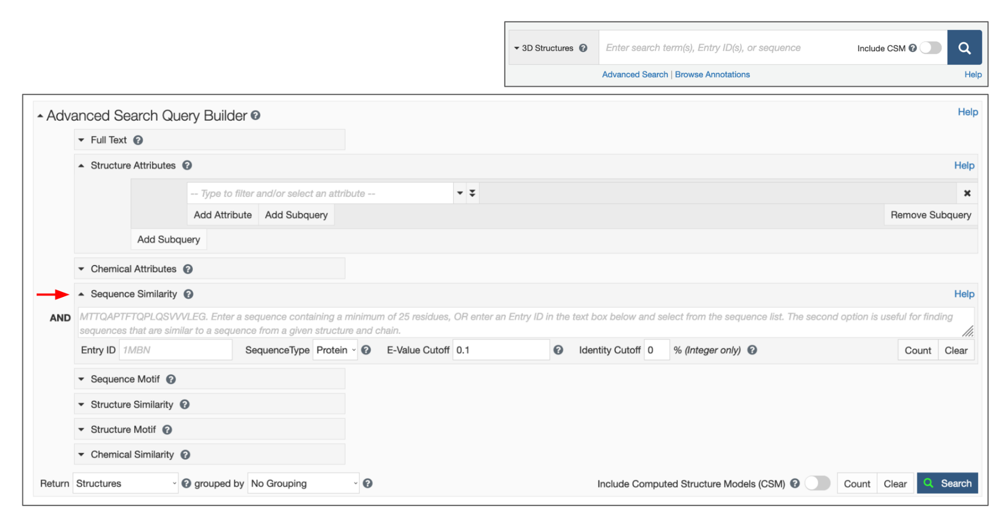 3D Structures ? Enter search term(s), Entry ID(s), or sequence Include CSM ?
Advanced Search | Browse Annotations Help
Advanced Search Query Builder ? Help
Full Text ?
Structure Attributes ? Help
-- Type to filter and/or select an attribute --
Add Attribute Add Subquery Remove Subquery
Add Subquery
Chemical Attributes ?
Sequence Similarity ? Help
AND MTTQAPTFTQPLQSVVVLEG. Enter a sequence containing a minimum of 25 residues, OR enter an Entry ID in the text box below and select from the sequence list. The second option is useful for finding
sequences that are similar to a sequence from a given structure and chain.
Entry ID 1MBN SequenceType Protein ? E-Value Cutoff 0.1 ? Identity Cutoff 0 % (Integer only) ? Count Clear
Sequence Motif ?
Structure Similarity ?
Structure Motif ?
Chemical Similarity ?
Return Structures ? grouped by No Grouping ? Include Computed Structure Models (CSM) ? Count Clear Search